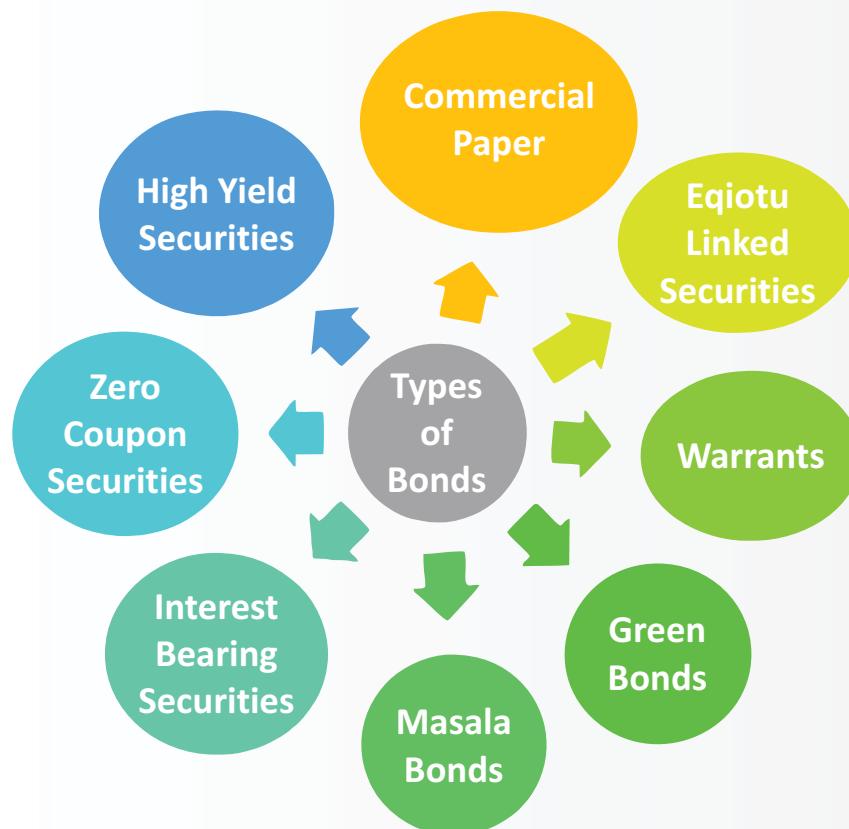 Commercial
Paper
Eqiotu
Linked
Securities
Warrants
Green
Bonds
Masala
Bonds
Interest
Bearing
Securities
Zero
Coupon
Securities
High Yield
Securities
Types
of
Bonds